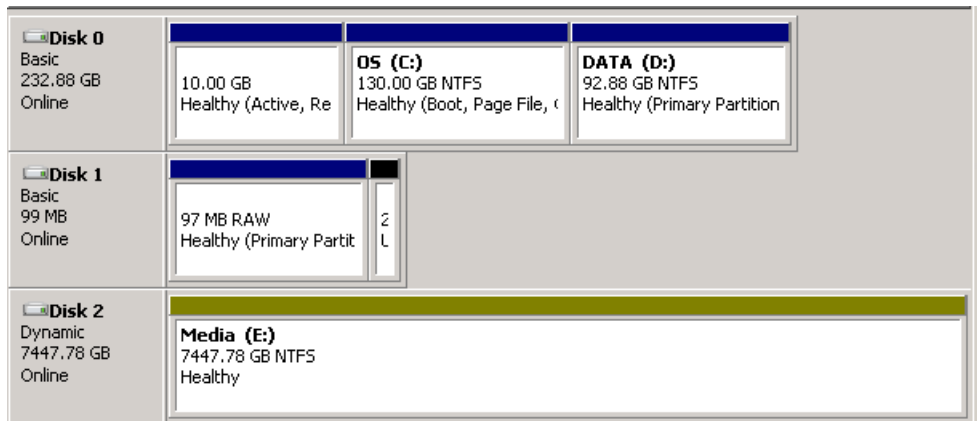 Disk 0
Basic
232.88 GB
Online
10.00 GB
Healthy (Active, Re
OS (C:)
130.00 GB NTFS
Healthy (Boot, Page File,
DATA (D:)
92.88 GB NTFS
Healthy (Primary Partition
Disk 1
Basic
99 MB
Online
97 MB RAW
Healthy (Primary Partit
2
Disk 2
Dynamic
7447.78 GB
Online
Media (E:)
7447.78 GB NTFS
Healthy